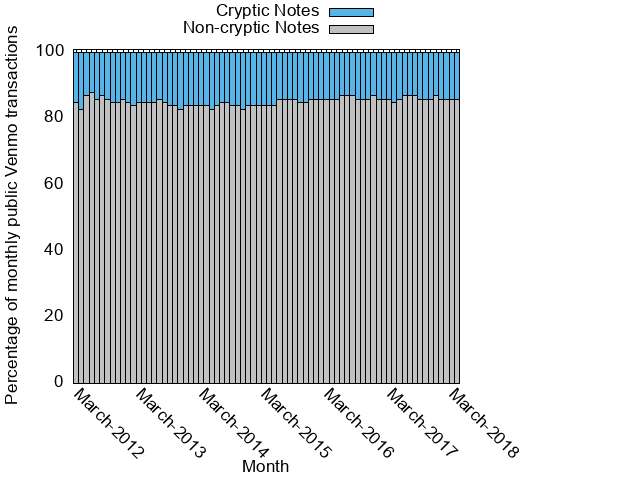 Cryptic Notes
Non-cryptic Notes
Percentage of monthly public Venmo transactions
100
80
60
40
20
0
March-2012
March-2013
March-2014
March-2015
March-2016
March-2017
March-2018
Month